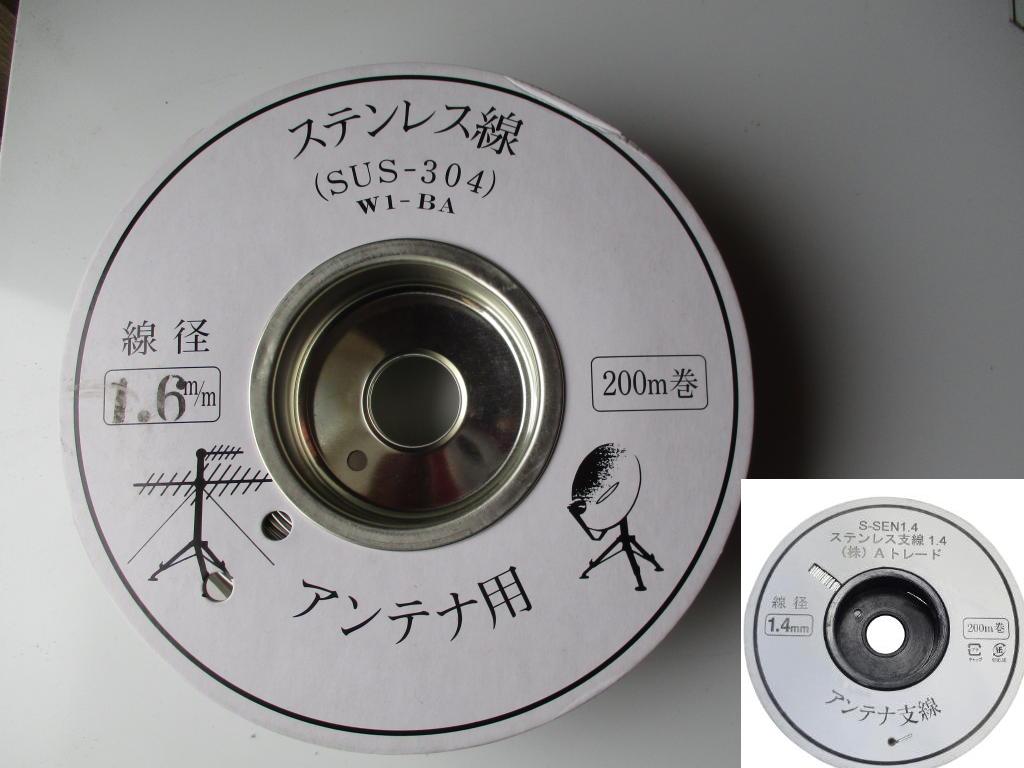 ステンレス線
(SUS-304)
W1-BA
線径
1.6m/m
200m巻
アンテナ用
S-SEN1.4
ステンレス支線1.4
(株)Aトレード
線径
1.4mm
200m巻
アンテナ支線